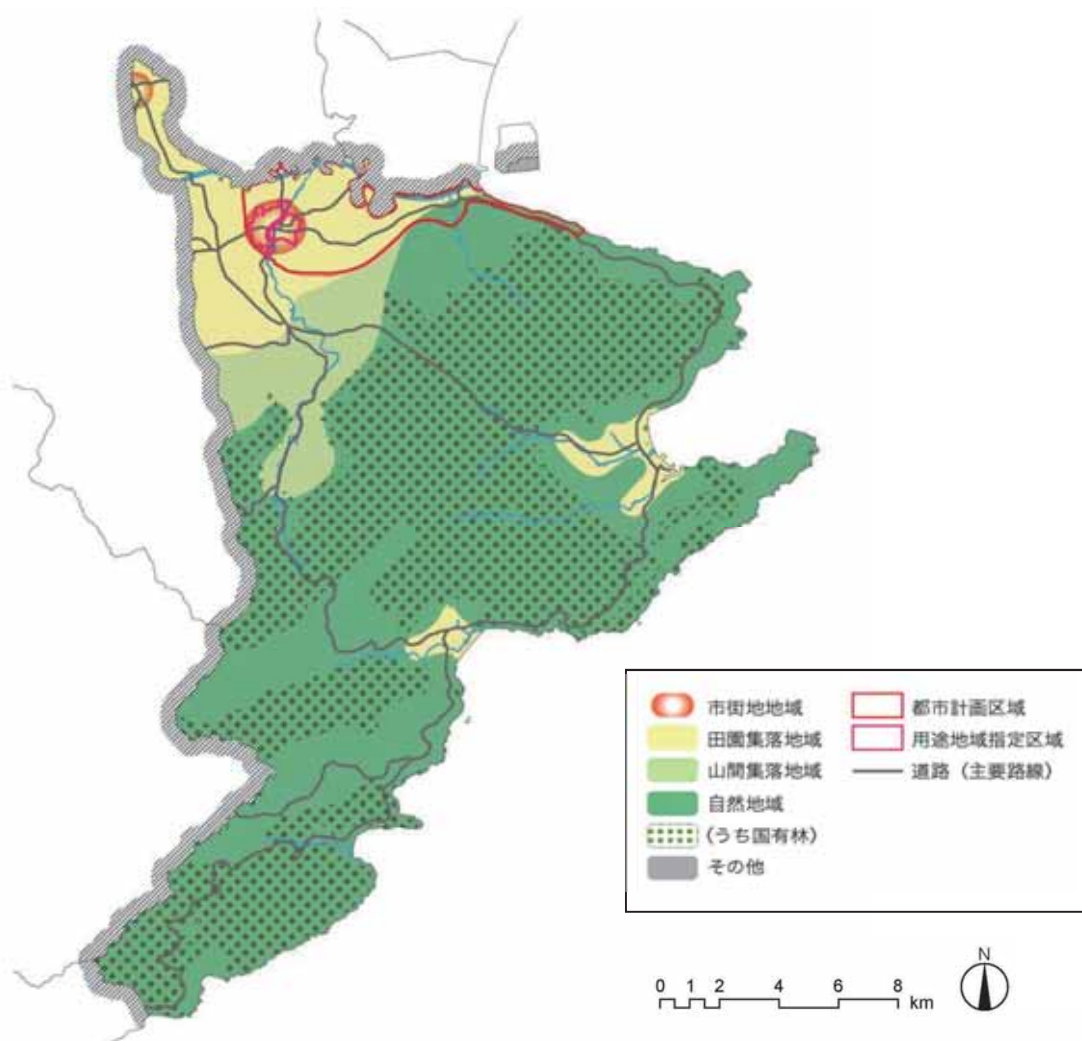 市街地地域
田園集落地域
山間集落地域
自然地域
(うち国有林)
その他
都市計画区域
用途地域指定区域
道路（主要路線）
N
0 1 2 4 6 8
km